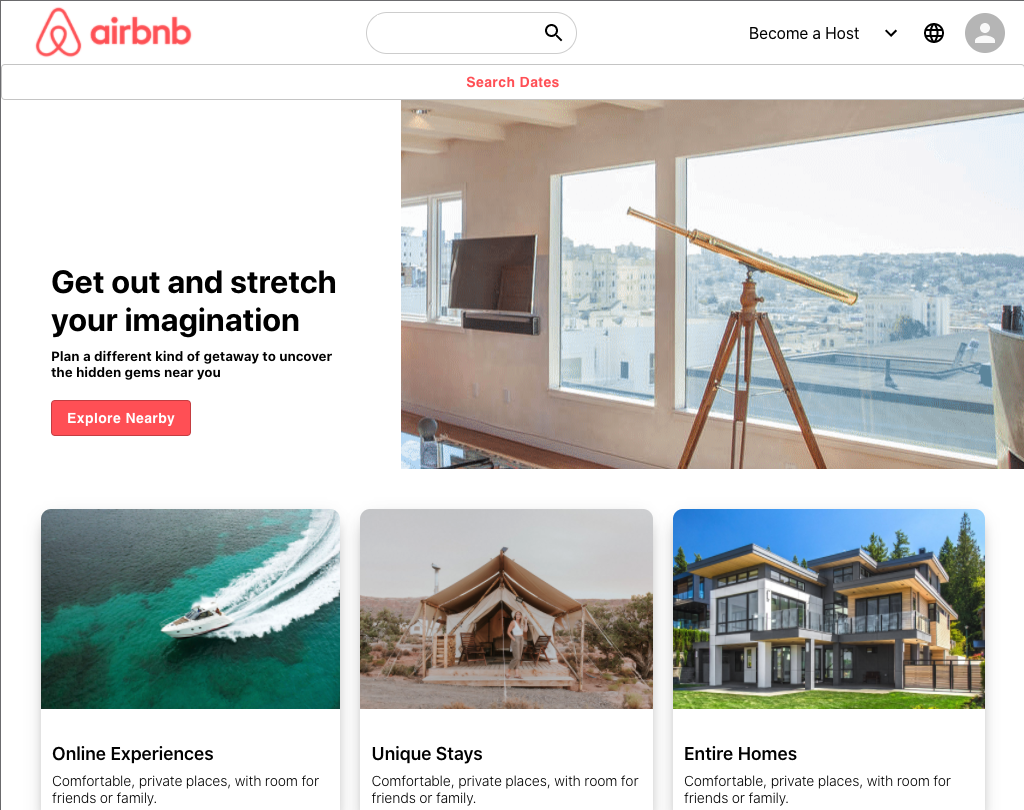 airbnb
Become a Host
Search Dates
Get out and stretch
your imagination
Plan a different kind of getaway to uncover
the hidden gems near you
Explore Nearby
Online Experiences
Comfortable, private places, with room for
friends or family.
Unique Stays
Comfortable, private places, with room for
friends or family.
Entire Homes
Comfortable, private places, with room for
friends or family.